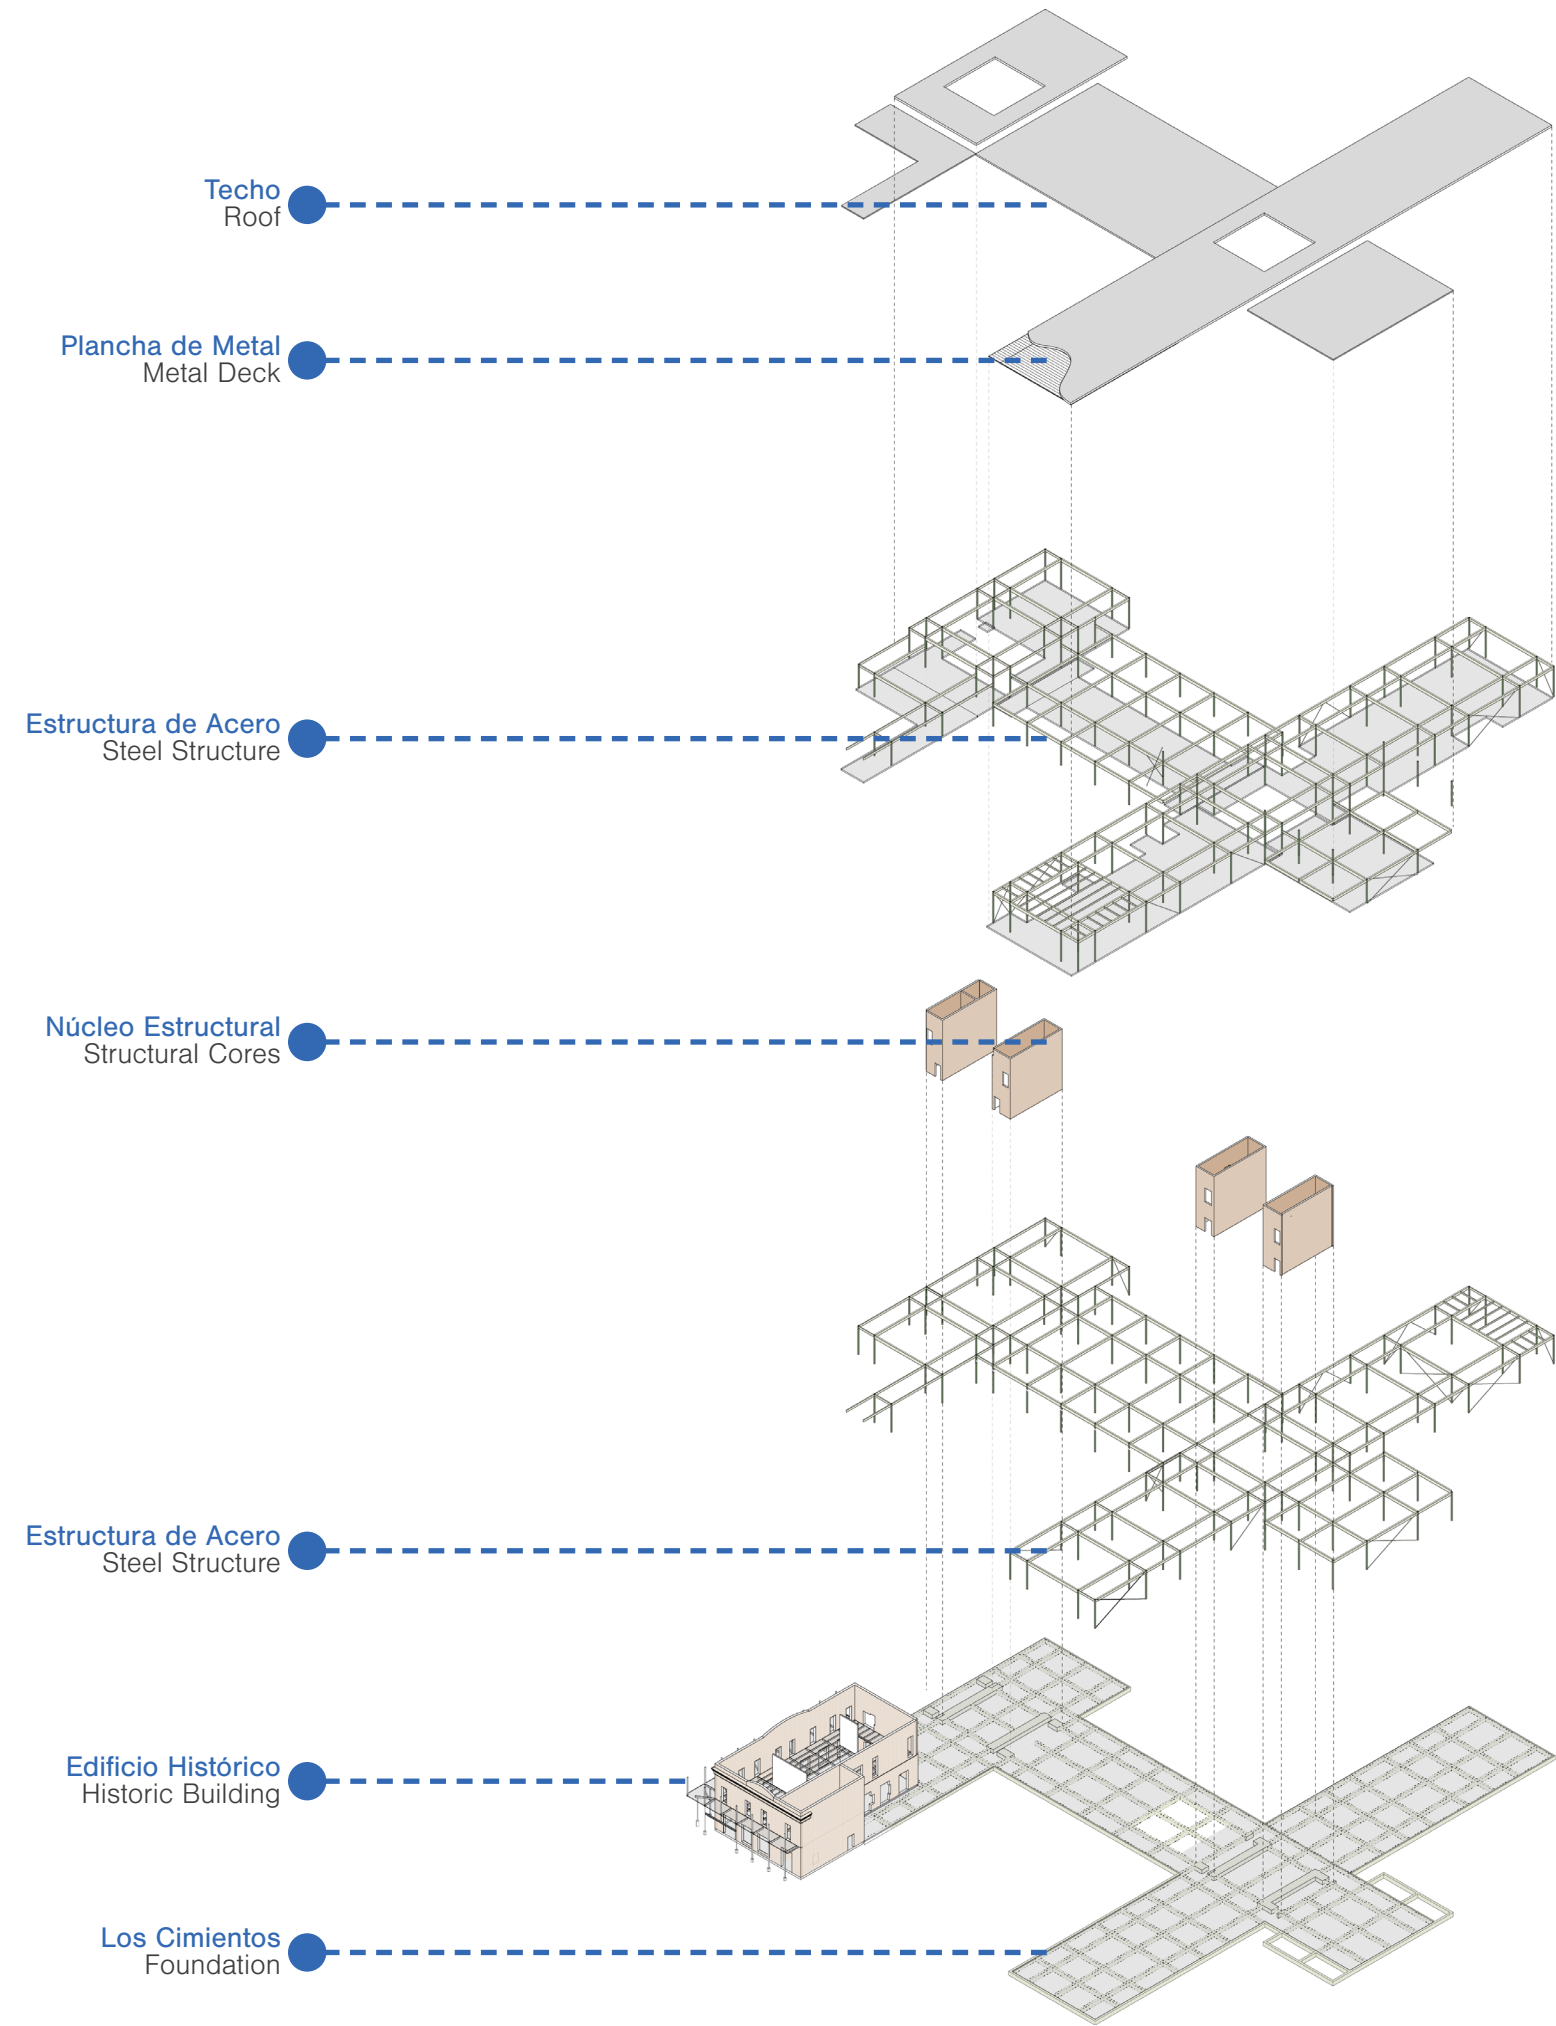 Techo
Roof
Plancha de Metal
Metal Deck
Estructura de Acero
Steel Structure
Núcleo Estructural
Structural Cores
Estructura de Acero
Steel Structure
Edificio Histórico
Historic Building
Los Cimientos
Foundation